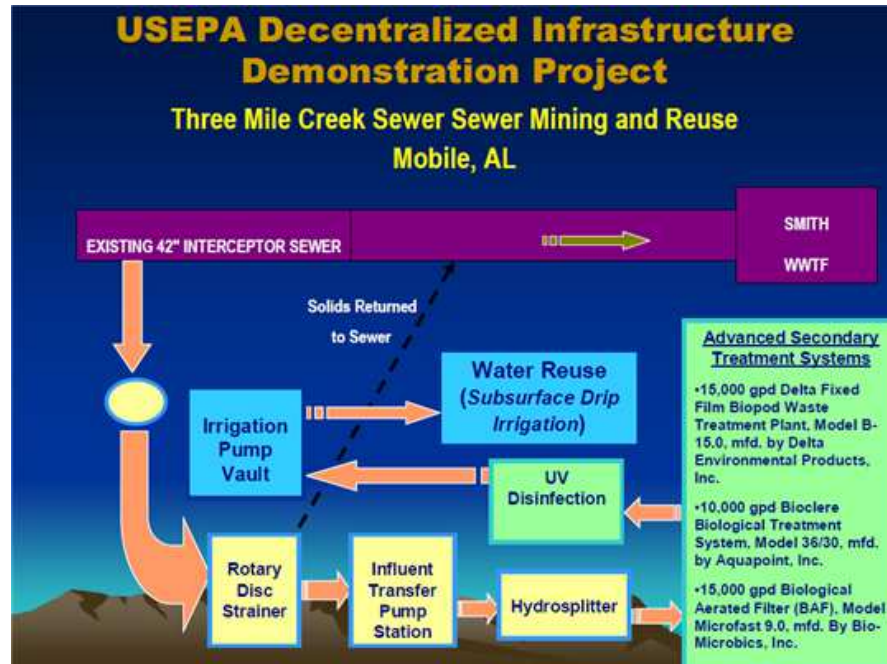 USEPA Decentralized Infrastructure
Demonstration Project
Three Mile Creek Sewer Sewer Mining and Reuse
Mobile, AL
EXISTING 42" INTERCEPTOR SEWER
SMITH
WWTF
Solids Returned
to Sewer
Water Reuse
(Subsurface Drip
Irrigation)
Irrigation
Pump
Vault
UV
Disinfection
Rotary
Disc
Strainer
Influent
Transfer
Pump
Station
Hydrosplitter
Advanced Secondary
Treatment Systems
•15,000 gpd Delta Fixed
Film Biopod Waste
Treatment Plant, Model B-
15.0, mfd. by Delta
Environmental Products,
Inc.
•10,000 gpd Bioclere
Biological Treatment
System, Model 36/30, mfd.
by Aquapoint, Inc.
•15,000 gpd Biological
Aerated Filter (BAF), Model
Microfast 9.0, mfd. By Bio-
Microbics, Inc.